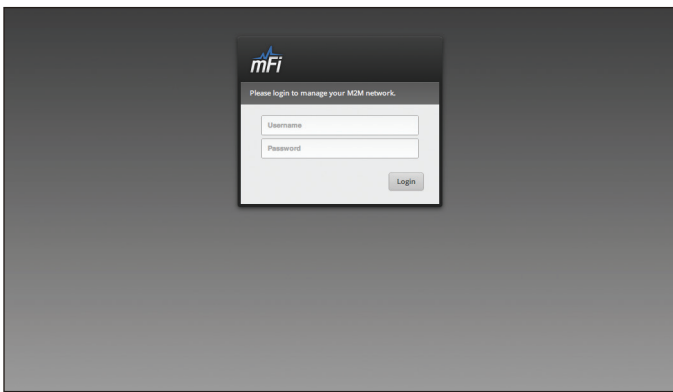 mFi
Please login to manage your M2M network.
Username
Password
Login